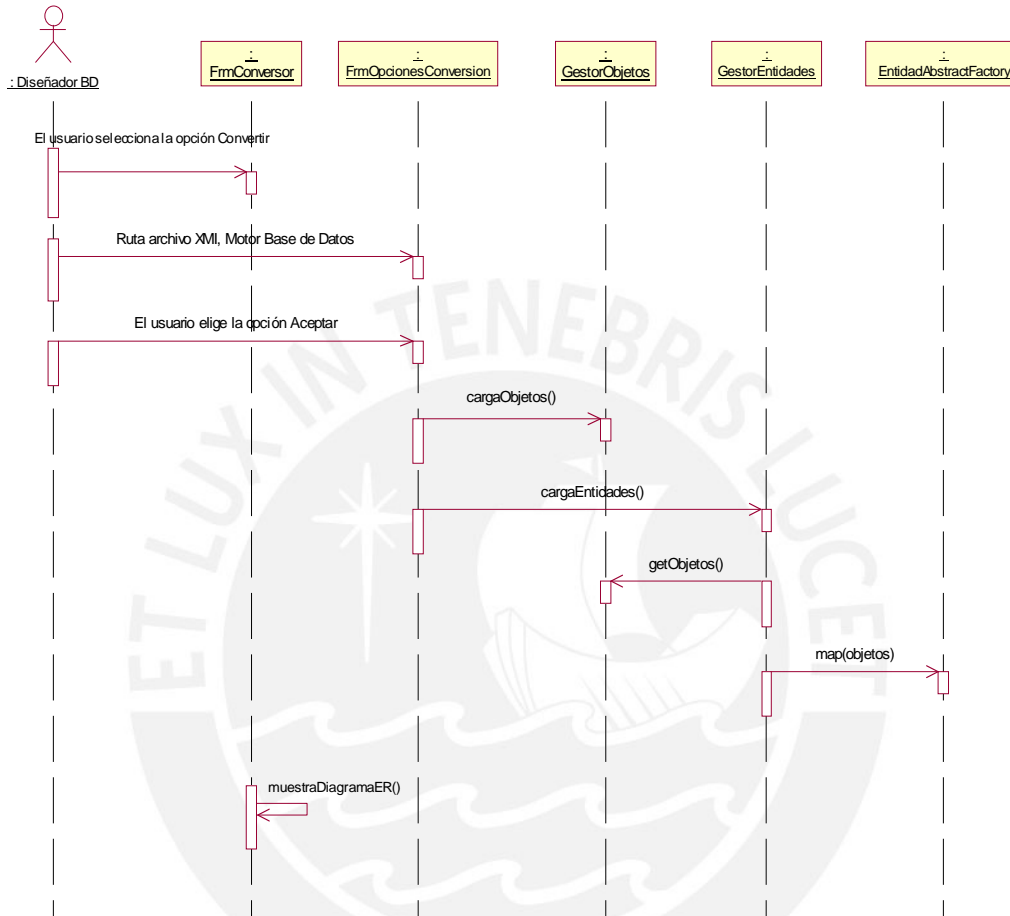 : Diseñador BD
:
FrmConversor
:
FrmOpcionesConversion
:
GestorObjetos
:
GestorEntidades
:
EntidadAbstractFactory
El usuario selecciona la opción Convertir
Ruta archivo XMI, Motor Base de Datos
El usuario elige la opción Aceptar
cargaObjetos()
cargaEntidades()
getObjetos()
map(objetos)
muestraDiagramaER()
ET LUX IN TENEBRIS LUCET